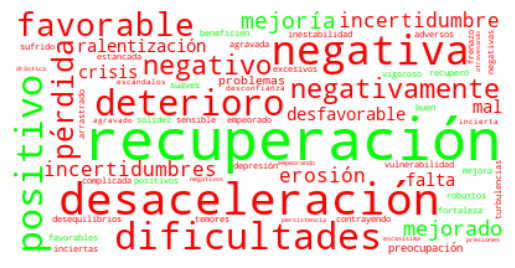 beneficien
inestabilidad
adversos
favorable
mejoría
incertidumbre
sufrido
ralentización
agravada
frenazo
atravesando
negativas
estancada
negativa
crisis
negativo
excesivos
vigoroso
recuperó
drástica
escándalos
problemas
desconfianza
suaves
negativamente
positivo
pérdida
arrastrado
deterioro
desfavorable
mal
buen
incierta
agravado
solidez
sensible
empeorado
recuperación
incertidumbres
depresión
empeorando
vulnerabilidad
mejora
complicada
positivos
negativos
erosión
falta
turbulencias
desaceleración
robustos
fortaleza
desequilibrios
temores
persistencia
contrayendo
favorables
dificultades
mejorado
escasísima
presiones
inciertas
preocupación